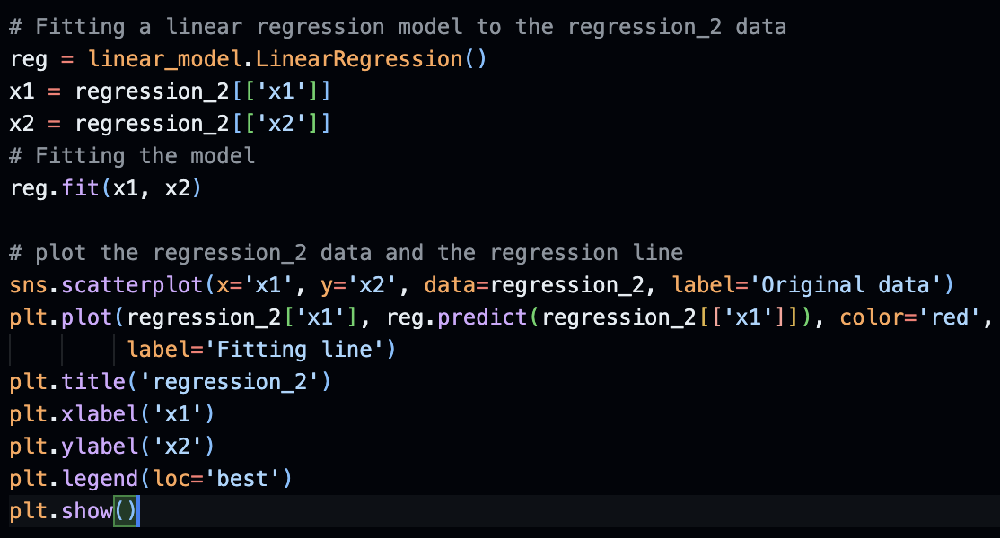 # Fitting a linear regression model to the regression_2 data
reg = linear_model.LinearRegression()
x1 = regression_2[['x1']]
x2 = regression_2[['x2']]
# Fitting the model
reg.fit(x1, x2)

# plot the regression_2 data and the regression line
sns.scatterplot(x='x1', y='x2', data=regression_2, label='Original data')
plt.plot(regression_2['x1'], reg.predict(regression_2[['x1']]), color='red',
         label='Fitting line')
plt.title('regression_2')
plt.xlabel('x1')
plt.ylabel('x2')
plt.legend(loc='best')
plt.show()